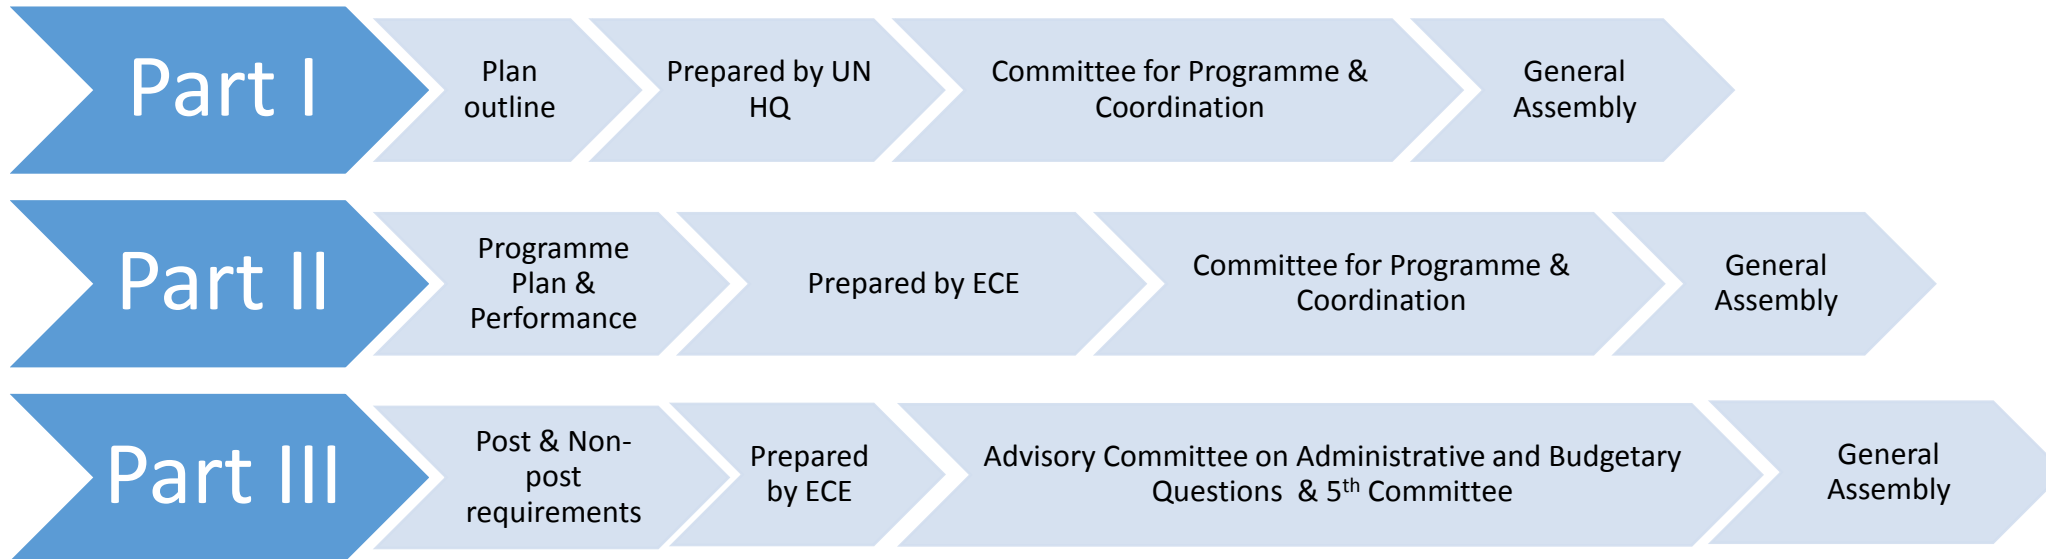 Part I
Plan
outline
Prepared by UN
HQ
Committee for Programme &
Coordination
General
Assembly
Part II
Programme
Plan &
Performance
Prepared by ECE
Committee for Programme &
Coordination
General
Assembly
Part III
Post & Non-
post
requirements
Prepared
by ECE
Advisory Committee on Administrative and Budgetary
Questions & 5th Committee
General
Assembly